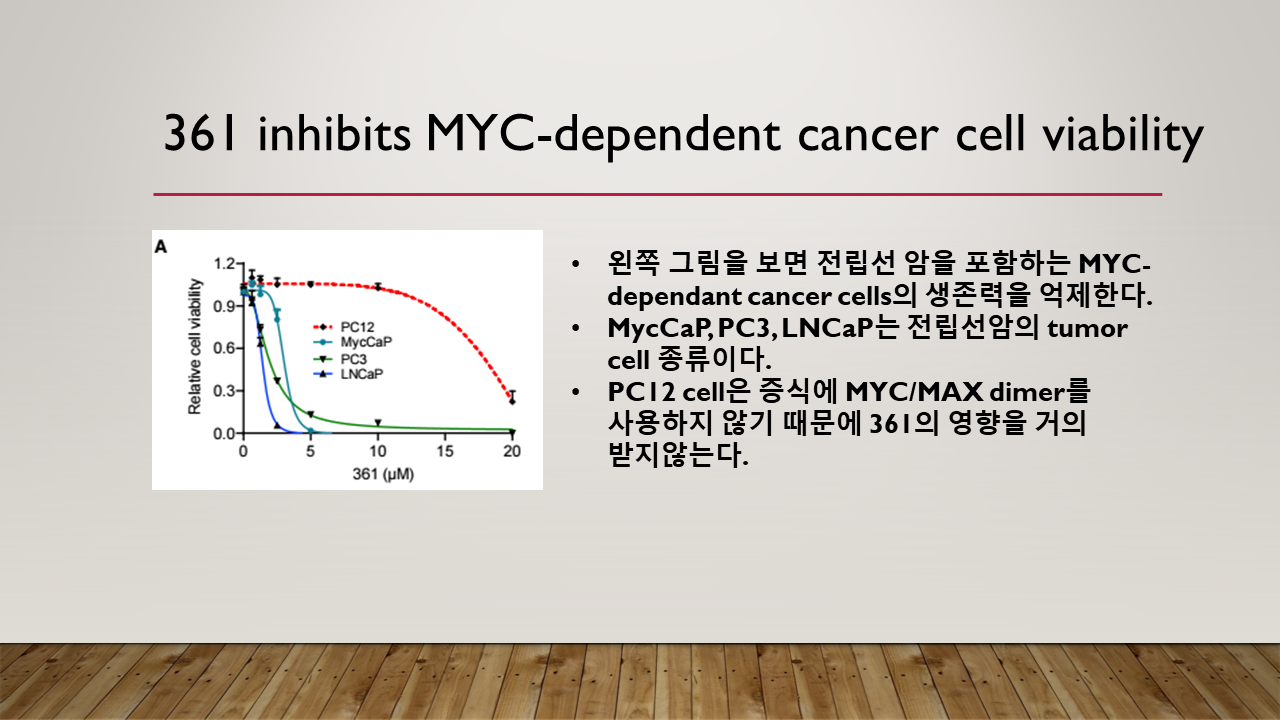 361 inhibits MYC-dependent cancer cell viability
A
1.2
0.9
0.6
0.3
0.0
Relative cell viability
PC12
MycCaP
PC3
LNCaP
0 5 10 15 20
361 (µM)
• 왼쪽 그림을 보면 전립선 암을 포함하는 MYC-
dependant cancer cells의 생존력을 억제한다.
• MycCaP, PC3, LNCaP는 전립선암의 tumor
cell 종류이다.
• PC12 cell은 증식에 MYC/MAX dimer를
사용하지 않기 때문에 361의 영향을 거의
받지않는다.